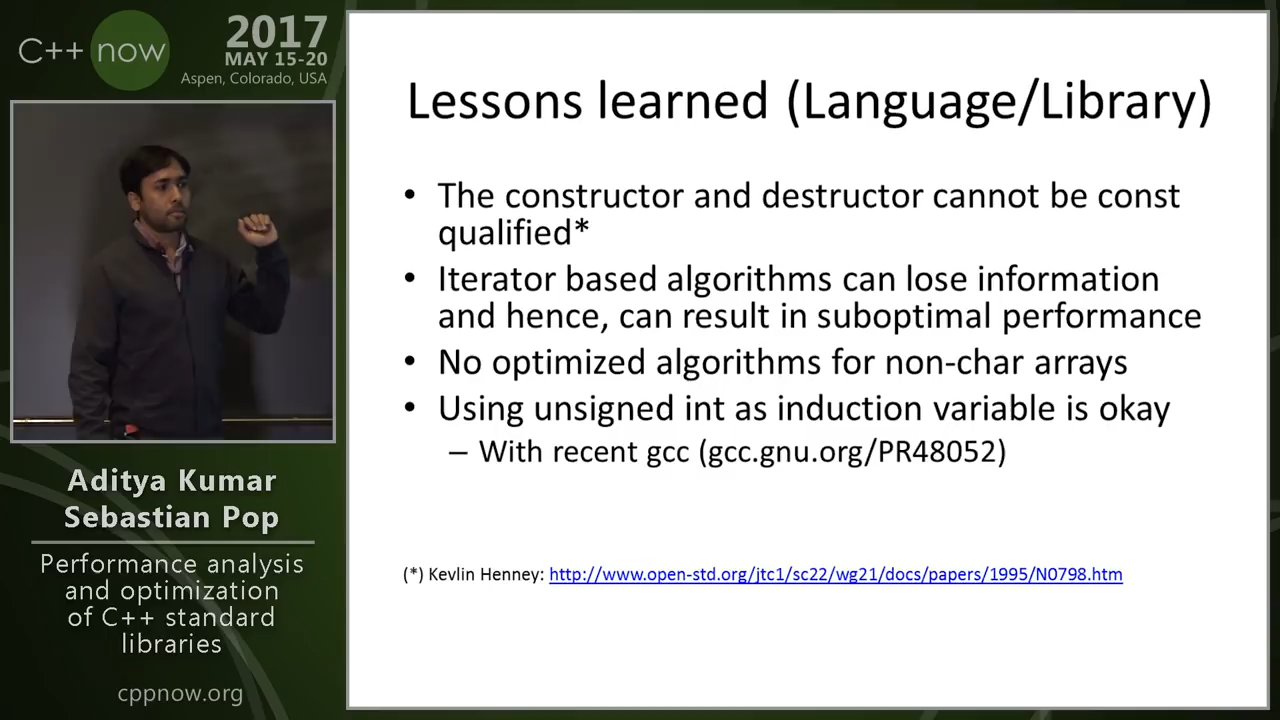 C++ now
2017
MAY 15-20
Aspen, Colorado, USA
Lessons learned (Language/Library)
• The constructor and destructor cannot be const
qualified*
• Iterator based algorithms can lose information
and hence, can result in suboptimal performance
• No optimized algorithms for non-char arrays
• Using unsigned int as induction variable is okay
– With recent gcc (gcc.gnu.org/PR48052)
(*) Kevlin Henney: http://www.open-std.org/jtc1/sc22/wg21/docs/papers/1995/N0798.htm
Aditya Kumar
Sebastian Pop
Performance analysis
and optimization
of C++ standard
libraries
cppnow.org